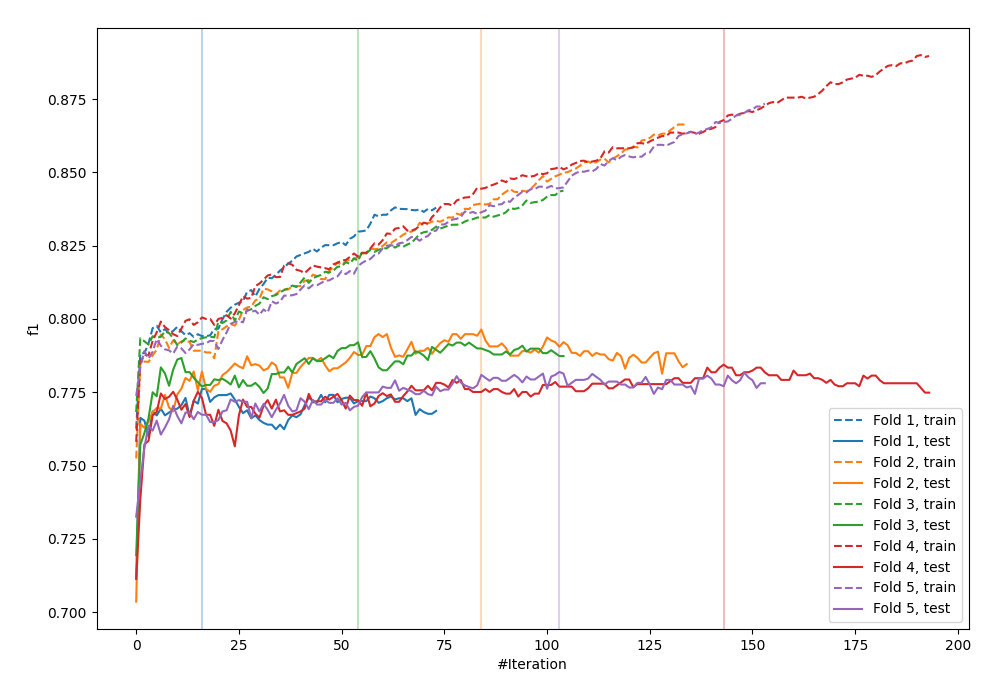 0.875
0.850
0.825
0.800
0.775
0.750
0.725
0.700
f1
0 25 50 75 100 125 150 175 200
#Iteration
Fold 1, train
Fold 1, test
Fold 2, train
Fold 2, test
Fold 3, train
Fold 3, test
Fold 4, train
Fold 4, test
Fold 5, train
Fold 5, test